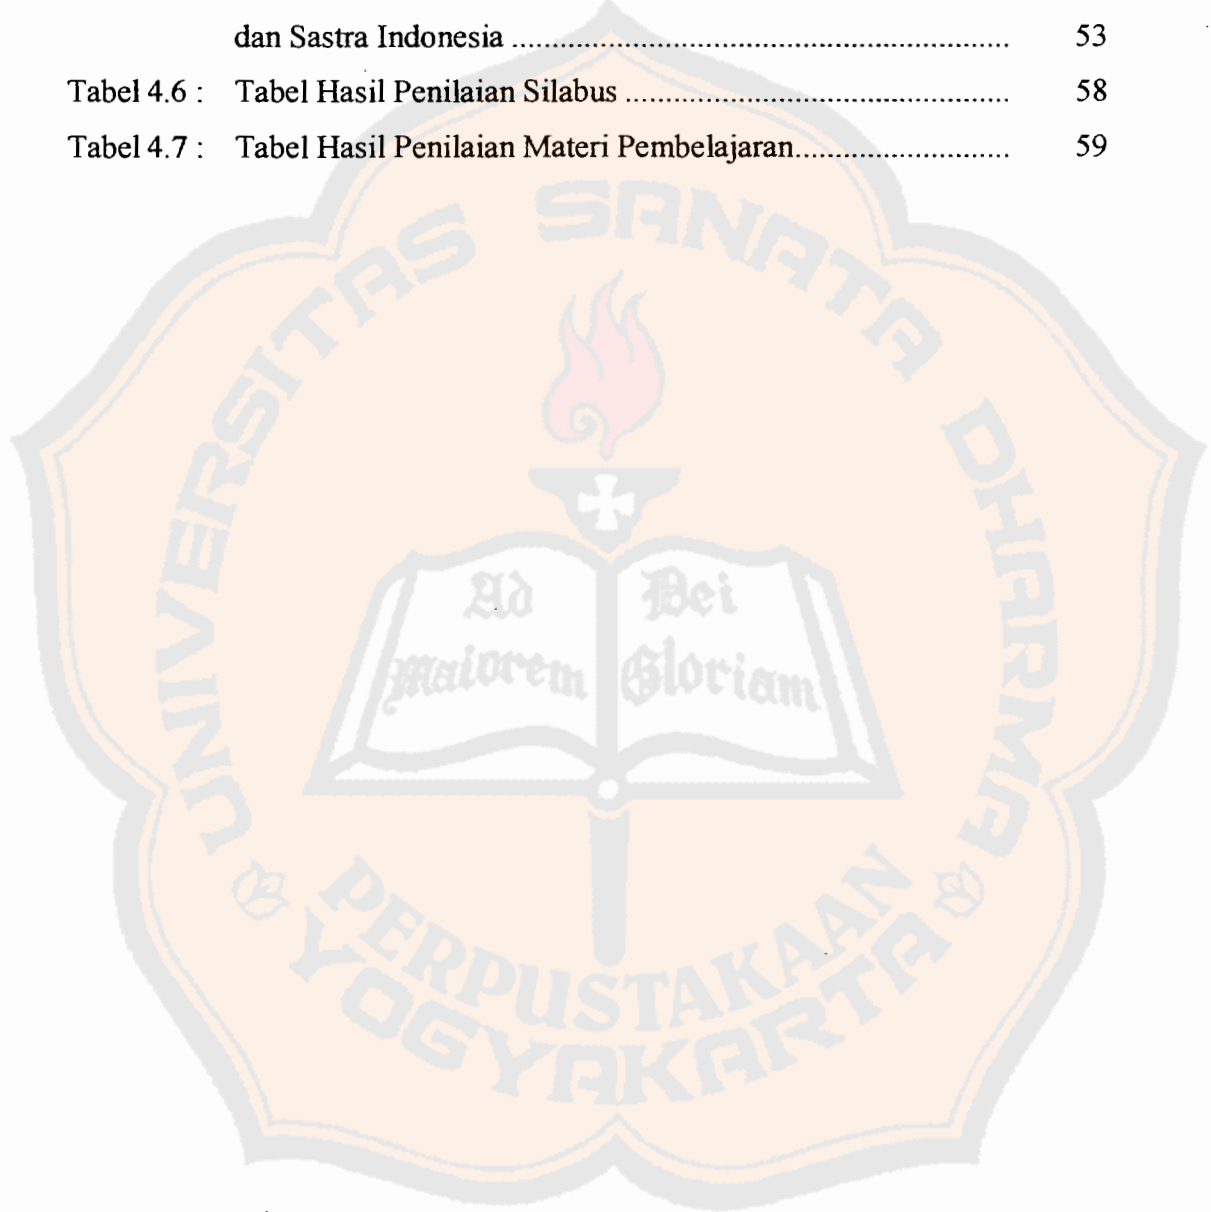 dan Sastra Indonesia ............................................................. 53
Tabel 4.6 : Tabel Hasil Penilaian Silabus ............................................... 58
Tabel 4.7 : Tabel Hasil Penilaian Materi Pembelajaran.......................... 59
UNIVERSITAS SANATA DHARMA
Ad Dei
maiorem Gloriam
PERPUSTAKAAN
YOGYAKARTA